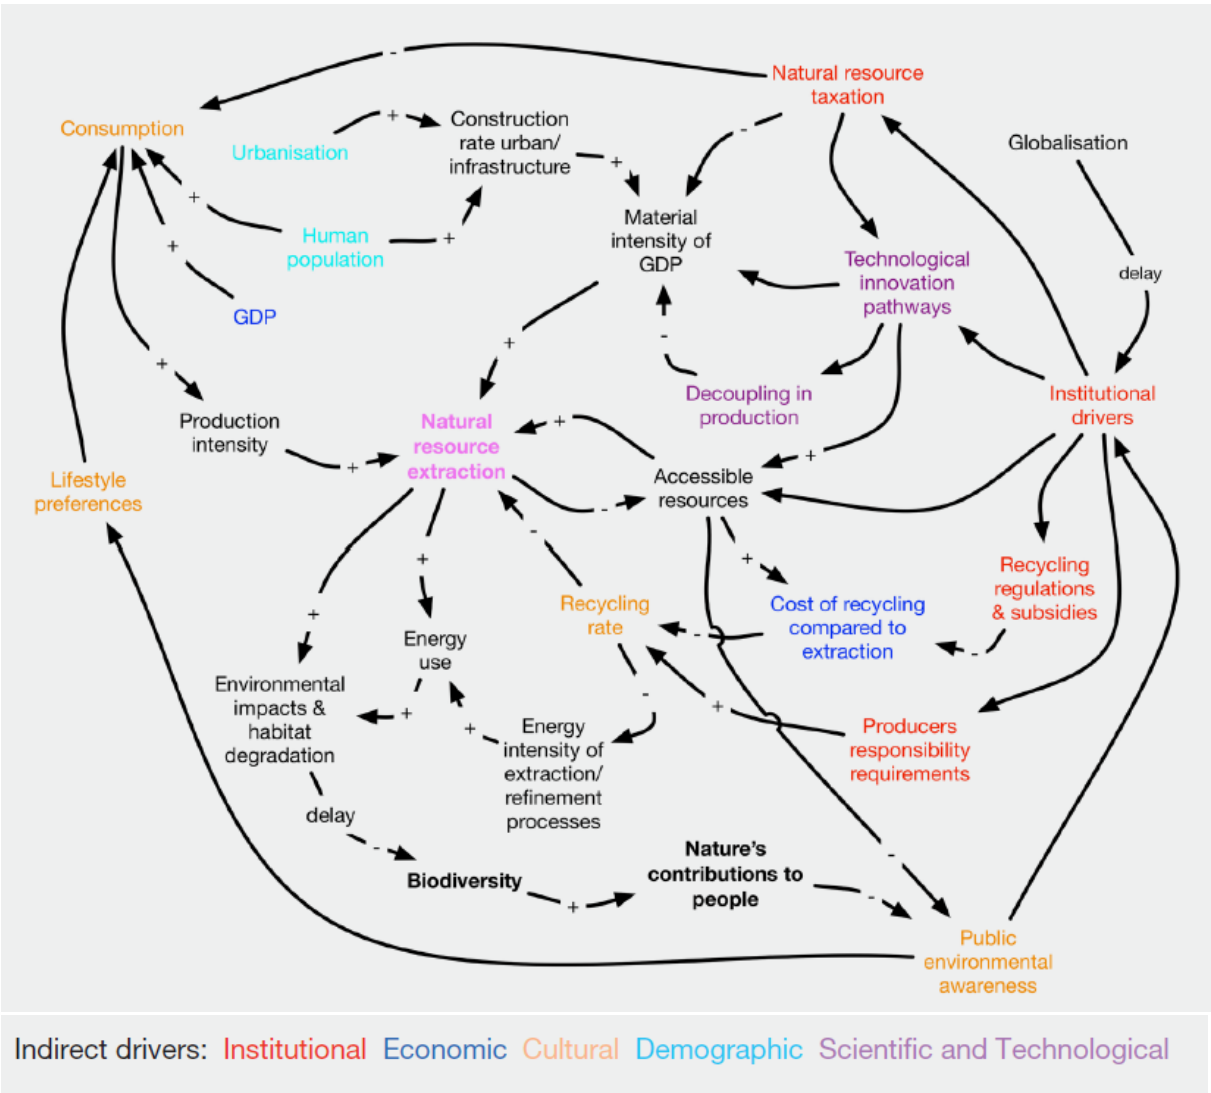 Natural resource
taxation
Consumption
Urbanisation
Construction
rate urban/
infrastructure
Globalisation
Human
population
Material
intensity of
GDP
Technological
innovation
pathways
delay
GDP
Production
intensity
Natural
resource
extraction
Decoupling in
production
Institutional
drivers
Lifestyle
preferences
Accessible
resources
Recycling
regulations
& subsidies
Recycling
rate
Cost of recycling
compared to
extraction
Energy
use
Environmental
impacts &
habitat
degradation
Energy
intensity of
extraction/
refinement
processes
Producers
responsibility
requirements
delay
Biodiversity
Nature's
contributions to
people
Public
environmental
awareness
Indirect drivers: Institutional Economic Cultural Demographic Scientific and Technological